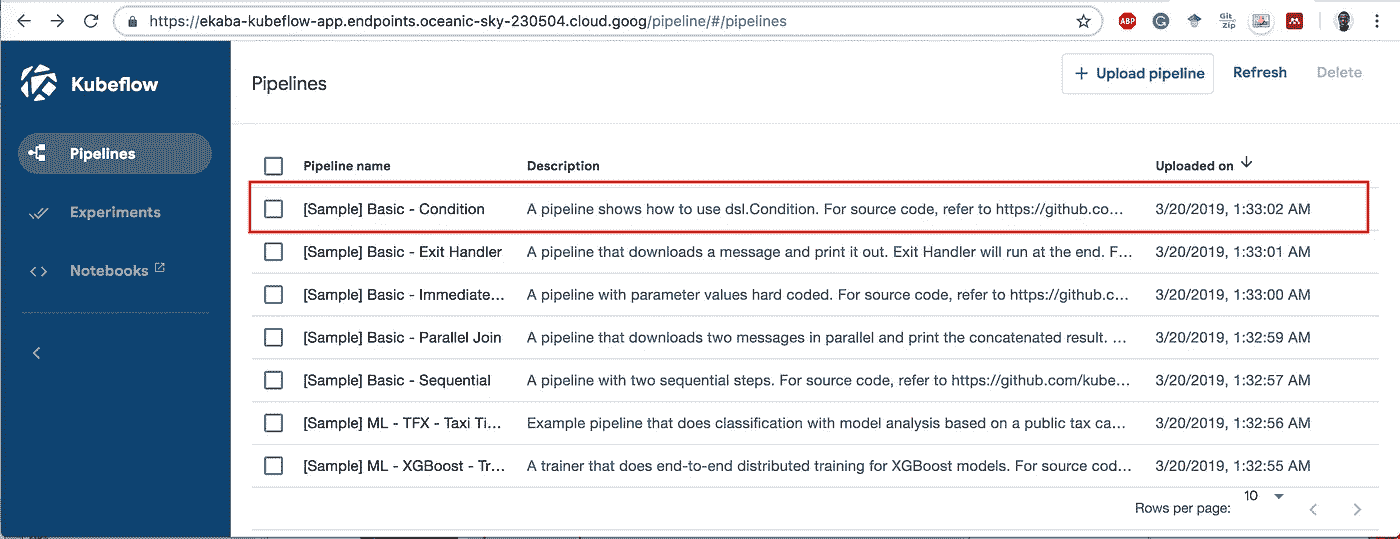 https://ekaba-kubeflow-app.endpoints.oceanic-sky-230504.cloud.goog/pipeline/#/pipelines
ABP
Git
Zip
Kubeflow
Pipelines
Experiments
Notebooks
Pipelines
+ Upload pipeline Refresh Delete
Pipeline name Description Uploaded on
[Sample] Basic - Condition A pipeline shows how to use dsl.Condition. For source code, refer to https://github.co… 3/20/2019, 1:33:02 AM
[Sample] Basic - Exit Handler A pipeline that downloads a message and print it out. Exit Handler will run at the end. F… 3/20/2019, 1:33:01 AM
[Sample] Basic - Immediate… A pipeline with parameter values hard coded. For source code, refer to https://github.c… 3/20/2019, 1:33:00 AM
[Sample] Basic - Parallel Join A pipeline that downloads two messages in parallel and print the concatenated result. … 3/20/2019, 1:32:59 AM
[Sample] Basic - Sequential A pipeline with two sequential steps. For source code, refer to https://github.com/kube… 3/20/2019, 1:32:57 AM
[Sample] ML - TFX - Taxi Ti… Example pipeline that does classification with model analysis based on a public tax ca… 3/20/2019, 1:32:56 AM
[Sample] ML - XGBoost - Tr… A trainer that does end-to-end distributed training for XGBoost models. For source cod… 3/20/2019, 1:32:55 AM
Rows per page: 10